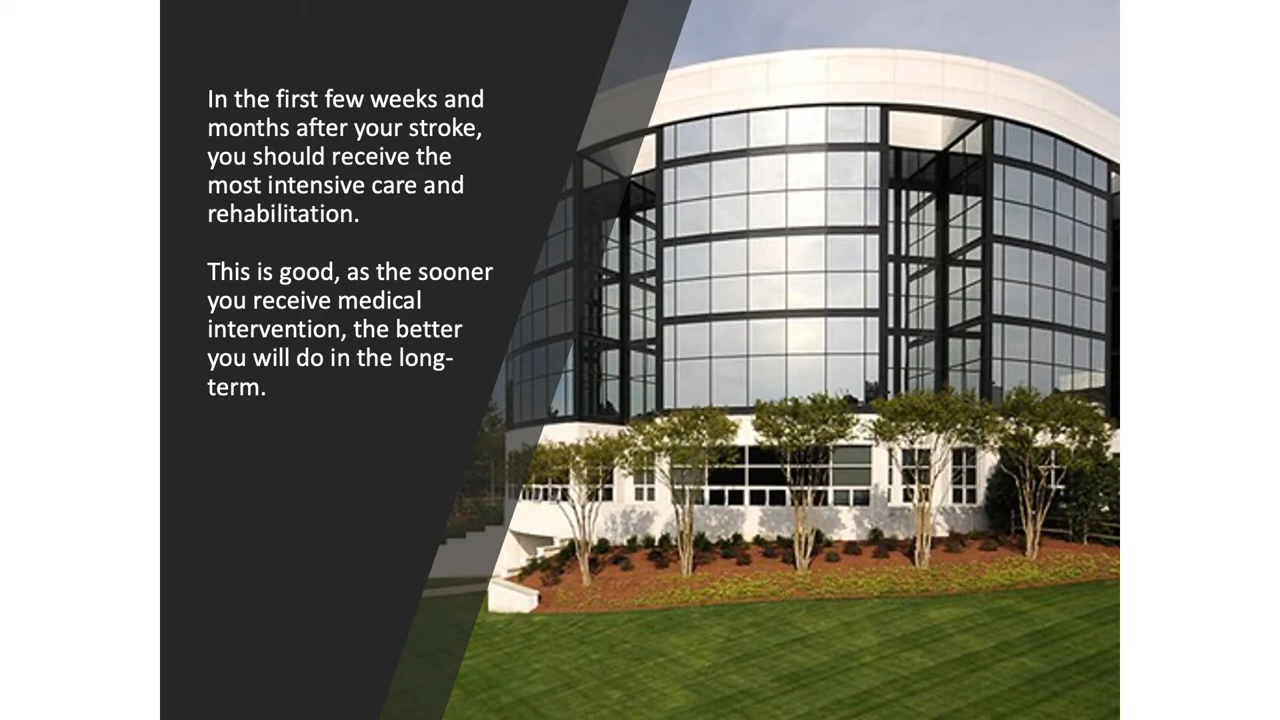 In the first few weeks and
months after your stroke,
you should receive the
most intensive care and
rehabilitation.
This is good, as the sooner
you receive medical
intervention, the better
you will do in the long-
term.